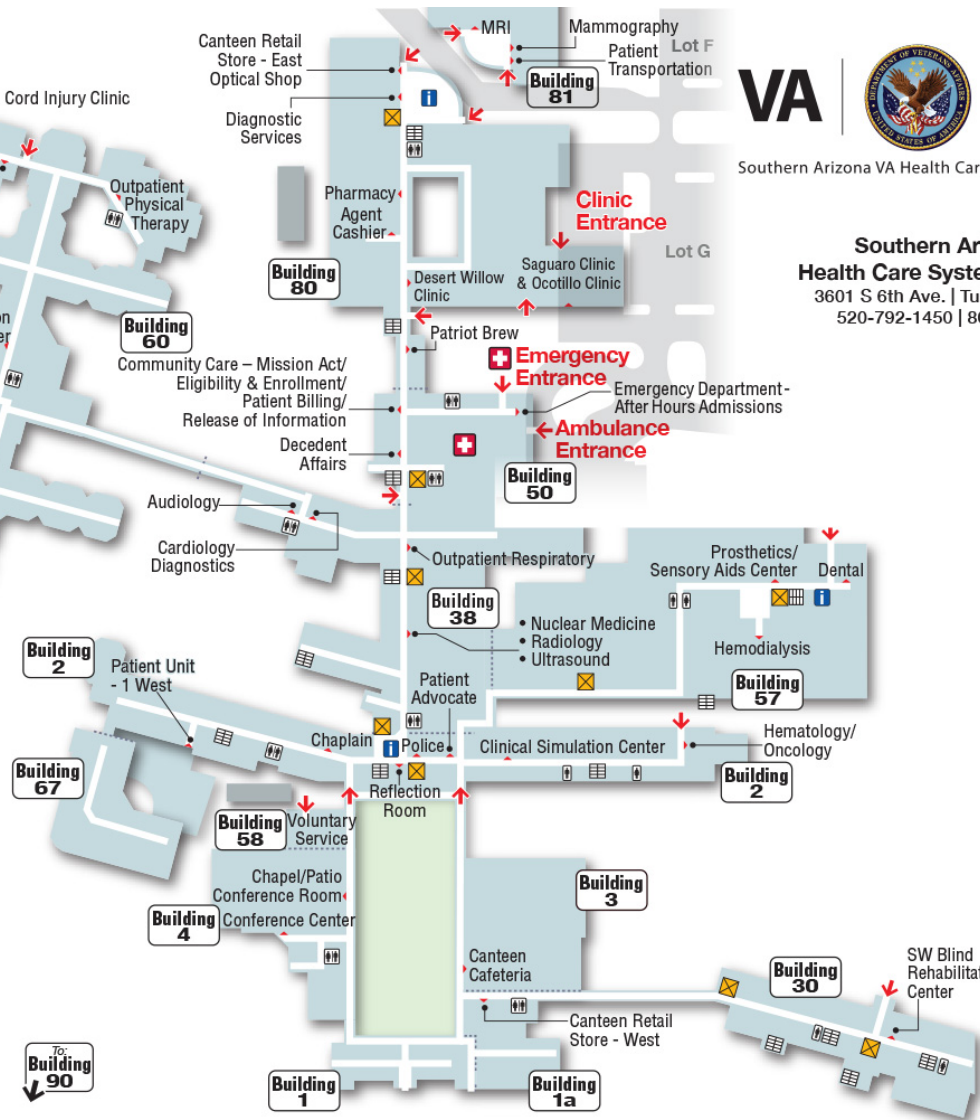 Canteen Retail
Store - East
Optical Shop
Diagnostic
Services
MRI
Mammography
Patient
Transportation
Lot F
Building
81
VA
DEPARTMENT OF VETERANS AFFAIRS
UNITED STATES OF AMERICA
Southern Arizona VA Health Car
Cord Injury Clinic
Outpatient
Physical
Therapy
Pharmacy
Agent
Cashier
Clinic
Entrance
Lot G
Southern Ar
Health Care Syste
3601 S 6th Ave. | Tu
520-792-1450 | 8
Building
80
Desert Willow
Clinic
Saguaro Clinic
& Ocotillo Clinic
Building
60
Patriot Brew
Community Care – Mission Act/
Eligibility & Enrollment/
Patient Billing/
Release of Information
Emergency
Entrance
Emergency Department-
After Hours Admissions
Ambulance
Entrance
Decedent
Affairs
Building
50
Audiology
Cardiology
Diagnostics
Outpatient Respiratory
Prosthetics/
Sensory Aids Center
Dental
Building
38
• Nuclear Medicine
• Radiology
• Ultrasound
Hemodialysis
Building
57
Building
2
Patient Unit
- 1 West
Patient
Advocate
Chaplain
Police
Clinical Simulation Center
Hematology/
Oncology
Building
67
Reflection
Room
Building
2
Building
58
Voluntary
Service
Chapel/Patio
Conference Room
Building
4
Conference Center
Building
3
Canteen
Cafeteria
Building
30
SW Blind
Rehabilitat
Center
Canteen Retail
Store - West
To:
Building
90
Building
1
Building
1a